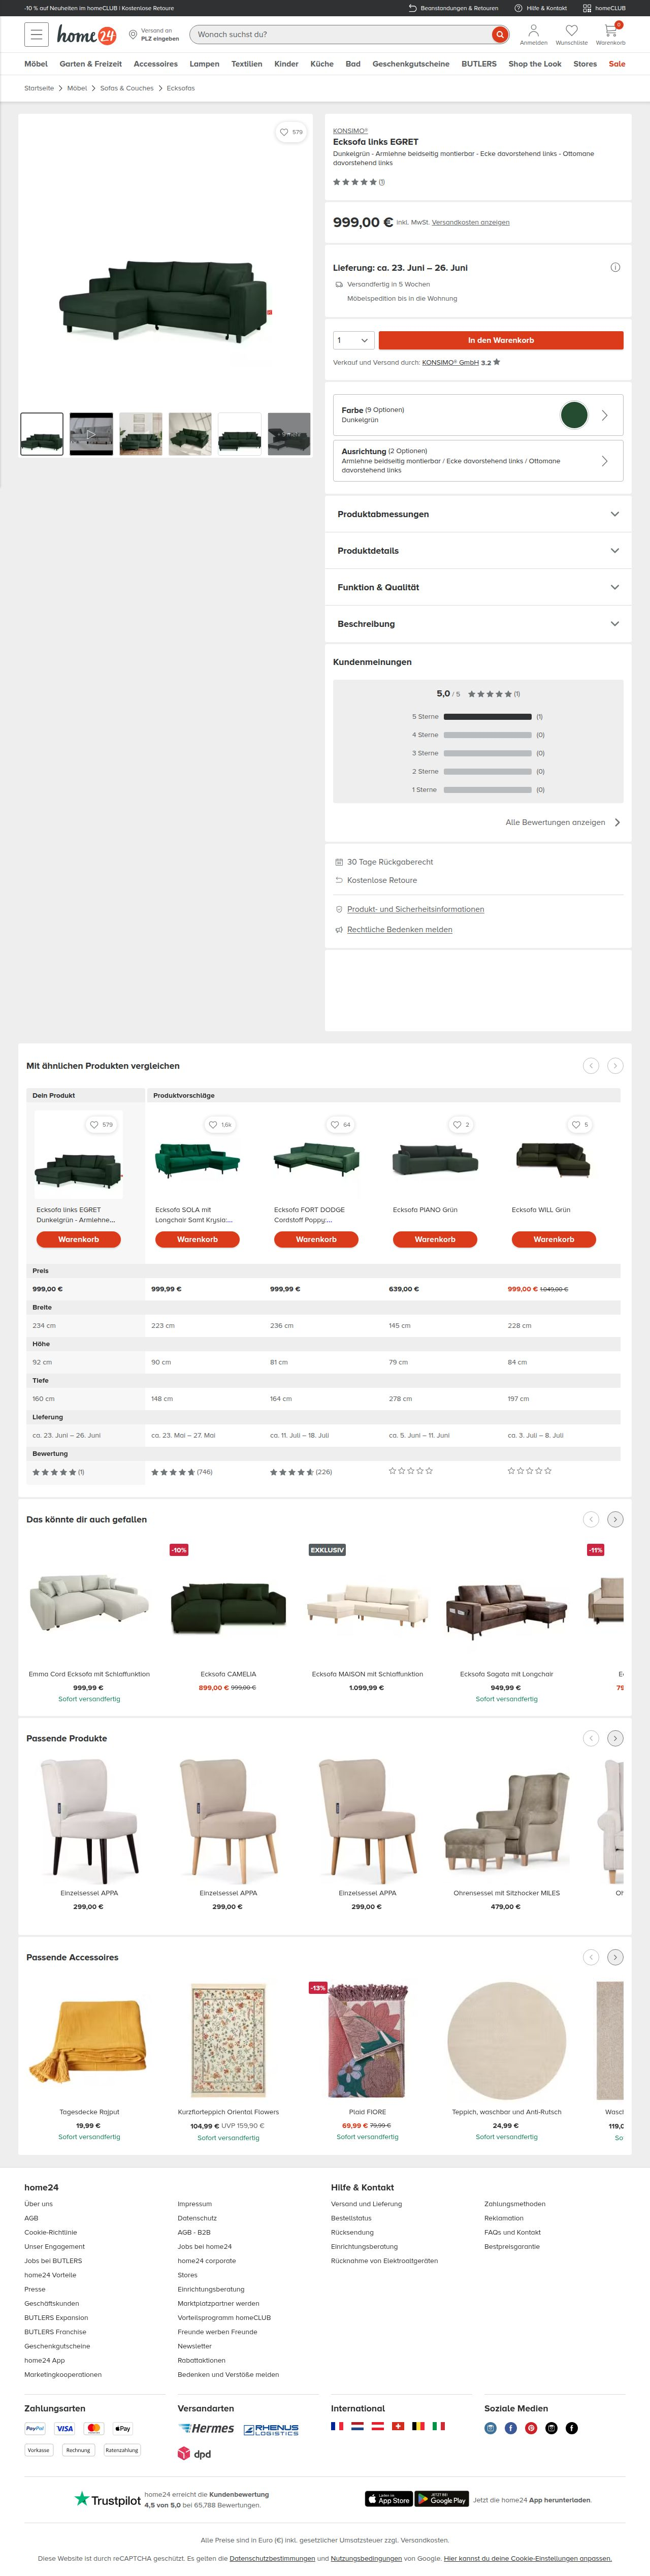 -10 % auf Neuheiten im homeCLUB I Kostenlose Retoure
Beanstandungen & Retouren
Hilfe & Kontakt
homeCLUB
home24
Versand an
PLZ eingeben
Wonach suchst du?
Anmelden
Wunschliste
0
Warenkorb
Möbel
Garten & Freizeit
Accessoires
Lampen
Textilien
Kinder
Küche
Bad
Geschenkgutscheine
BUTLERS
Shop the Look
Stores
Sale
Startseite
Möbel
Sofas & Couches
Ecksofas
579
KONSIMO®
Ecksofa links EGRET
Dunkelgrün - Armlehne beidseitig montierbar - Ecke davorstehend links - Ottomane
davorstehend links
(1)
999,00 € inkl. MwSt. Versandkosten anzeigen
Lieferung: ca. 23. Juni – 26. Juni
Versandfertig in 5 Wochen
Möbelspedition bis in die Wohnung
1
In den Warenkorb
Verkauf und Versand durch: KONSIMO® GmbH 3.2
Farbe (9 Optionen)
Dunkelgrün
Ausrichtung (2 Optionen)
Armlehne beidseitig montierbar / Ecke davorstehend links / Ottomane
davorstehend links
Produktabmessungen
Produktdetails
Funktion & Qualität
Beschreibung
Kundenmeinungen
5,0 / 5 (1)
5 Sterne (1)
4 Sterne (0)
3 Sterne (0)
2 Sterne (0)
1 Sterne (0)
Alle Bewertungen anzeigen
30 Tage Rückgaberecht
Kostenlose Retoure
Produkt- und Sicherheitsinformationen
Rechtliche Bedenken melden
Mit ähnlichen Produkten vergleichen
Dein Produkt
Produktvorschläge
579
1,6k
64
2
5
Ecksofa links EGRET
Dunkelgrün - Armlehne...
Ecksofa SOLA mit
Longchair Samt Krysia:...
Ecksofa FORT DODGE
Cordstoff Poppy:...
Ecksofa PIANO Grün
Ecksofa WILL Grün
Warenkorb
Warenkorb
Warenkorb
Warenkorb
Warenkorb
Preis
999,00 €
999,99 €
999,99 €
639,00 €
999,00 € 1.049,00 €
Breite
234 cm
223 cm
236 cm
145 cm
228 cm
Höhe
92 cm
90 cm
81 cm
79 cm
84 cm
Tiefe
160 cm
148 cm
164 cm
278 cm
197 cm
Lieferung
ca. 23. Juni – 26. Juni
ca. 23. Mai – 27. Mai
ca. 11. Juli – 18. Juli
ca. 5. Juni – 11. Juni
ca. 3. Juli – 8. Juli
Bewertung
(1)
(746)
(226)
Das könnte dir auch gefallen
-10%
EXKLUSIV
-11%
Emma Cord Ecksofa mit Schlaffunktion
999,99 €
Sofort versandfertig
Ecksofa CAMELIA
899,00 € 999,00 €
Ecksofa MAISON mit Schlaffunktion
1.099,99 €
Ecksofa Sagata mit Longchair
949,99 €
Sofort versandfertig
Passende Produkte
Einzelsessel APPA
299,00 €
Einzelsessel APPA
299,00 €
Einzelsessel APPA
299,00 €
Ohrensessel mit Sitzhocker MILES
479,00 €
Passende Accessoires
-13%
Tagesdecke Rajput
19,99 €
Sofort versandfertig
Kurzflorteppich Oriental Flowers
104,99 € UVP 159,90 €
Sofort versandfertig
Plaid FIORE
69,99 € 79,99 €
Sofort versandfertig
Teppich, waschbar und Anti-Rutsch
24,99 €
Sofort versandfertig
home24
Über uns
AGB
Cookie-Richtlinie
Unser Engagement
Jobs bei BUTLERS
home24 Vorteile
Presse
Geschäftskunden
BUTLERS Expansion
BUTLERS Franchise
Geschenkgutscheine
home24 App
Marketingkooperationen
Impressum
Datenschutz
AGB - B2B
Jobs bei home24
home24 corporate
Stores
Einrichtungsberatung
Marktplatzpartner werden
Vorteilsprogramm homeCLUB
Freunde werben Freunde
Newsletter
Rabattaktionen
Bedenken und Verstöße melden
Hilfe & Kontakt
Versand und Lieferung
Bestellstatus
Rücksendung
Einrichtungsberatung
Rücknahme von Elektroaltgeräten
Zahlungsmethoden
Reklamation
FAQs und Kontakt
Bestpreisgarantie
Zahlungsarten
PayPal
VISA
Pay
Vorkasse
Rechnung
Ratenzahlung
Versandarten
Hermes
RHENUS
LOGISTICS
dpd
International
Soziale Medien
Trustpilot
home24 erreicht die Kundenbewertung
4,5 von 5,0 bei 65,788 Bewertungen.
App Store
Google Play
Jetzt die home24 App herunterladen.
Alle Preise sind in Euro (€) inkl. gesetzlicher Umsatzsteuer zzgl. Versandkosten.
Diese Website ist durch reCAPTCHA geschützt. Es gelten die Datenschutzbestimmungen und Nutzungsbedingungen von Google. Hier kannst du deine Cookie-Einstellungen anpassen.